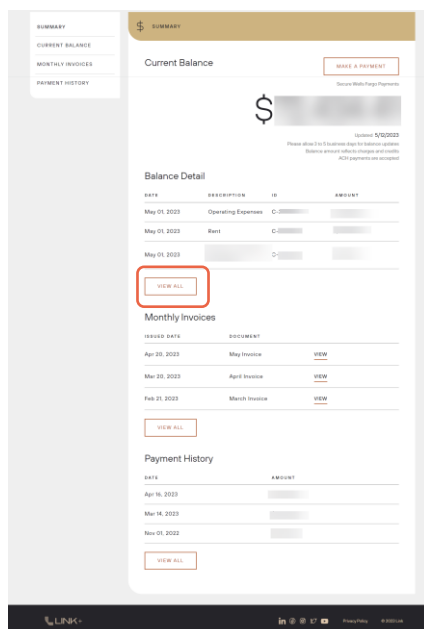 SUMMARY
CURRENT BALANCE
MONTHLY INVOICES
PAYMENT HISTORY
$ SUMMARY
Current Balance
MAKE A PAYMENT
Secure Wells Fargo Payments
$
Updated 5/12/2023
Please allow 2 to 5 business days for balance updates
Balance amount reflects charges and credits
ACH payments are accepted
Balance Detail
DATE DESCRIPTION ID AMOUNT
May 01, 2023 Operating Expenses C-
May 01, 2023 Rent C-
May 01, 2023 C-
VIEW ALL
Monthly Invoices
ISSUED DATE DOCUMENT
Apr 20, 2023 May Invoice VIEW
Mar 20, 2023 April Invoice VIEW
Feb 21, 2023 March Invoice VIEW
VIEW ALL
Payment History
DATE AMOUNT
Apr 16, 2023
Mar 14, 2023
Nov 01, 2022
VIEW ALL
LINK
in Privacy Policy © 2023 Link